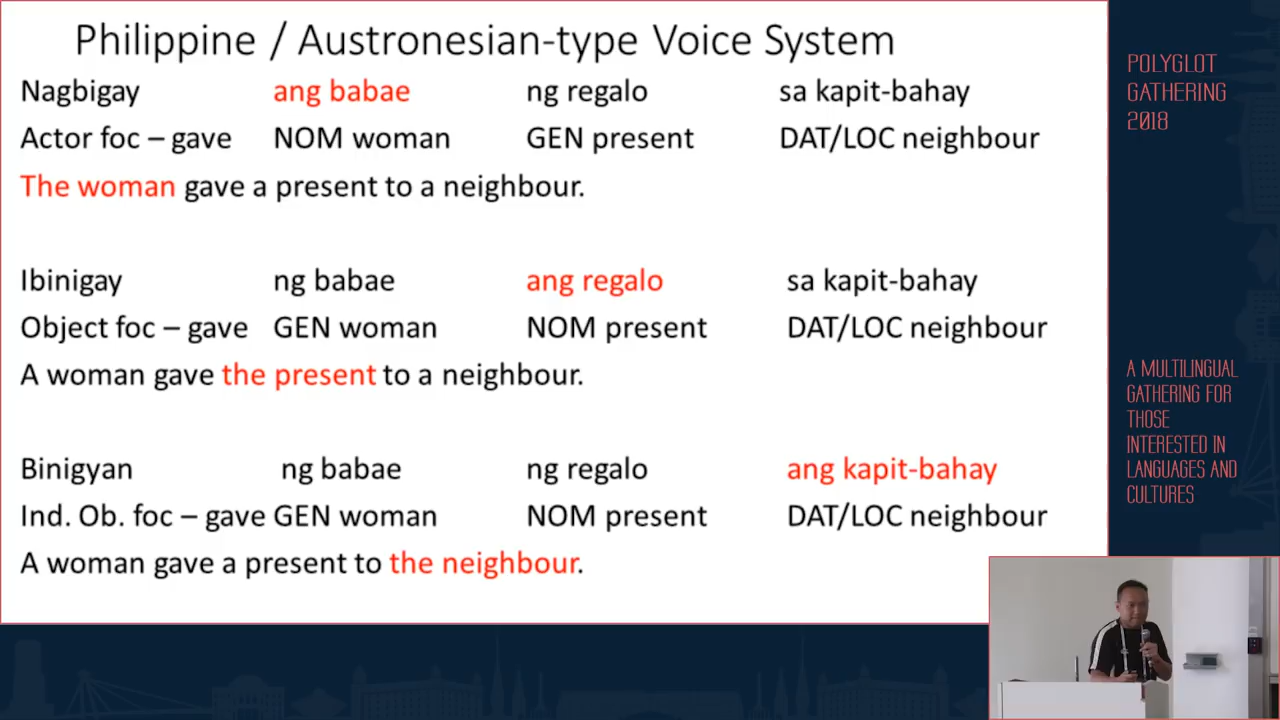 Philippine / Austronesian-type Voice System
Nagbigay ang babae ng regalo sa kapit-bahay
Actor foc – gave NOM woman GEN present DAT/LOC neighbour
The woman gave a present to a neighbour.
Ibinigay ng babae ang regalo sa kapit-bahay
Object foc – gave GEN woman NOM present DAT/LOC neighbour
A woman gave the present to a neighbour.
Binigyan ng babae ng regalo ang kapit-bahay
Ind. Ob. foc – gave GEN woman NOM present DAT/LOC neighbour
A woman gave a present to the neighbour.
POLYGLOT
GATHERING
2018
A MULTILINGUAL
GATHERING FOR
THOSE
INTERESTED IN
LANGUAGES AND
CULTURES